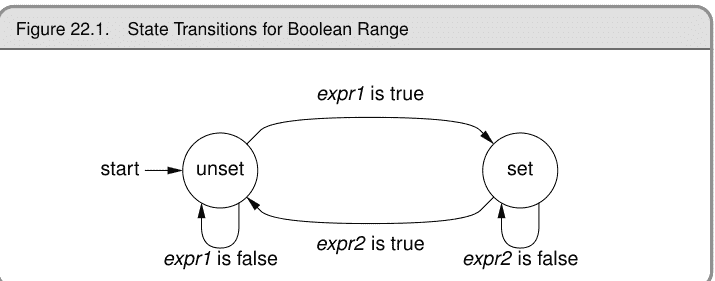 Figure 22.1. State Transitions for Boolean Range
expr1 is true
start
unset
set
expr2 is true
expr1 is false
expr2 is false